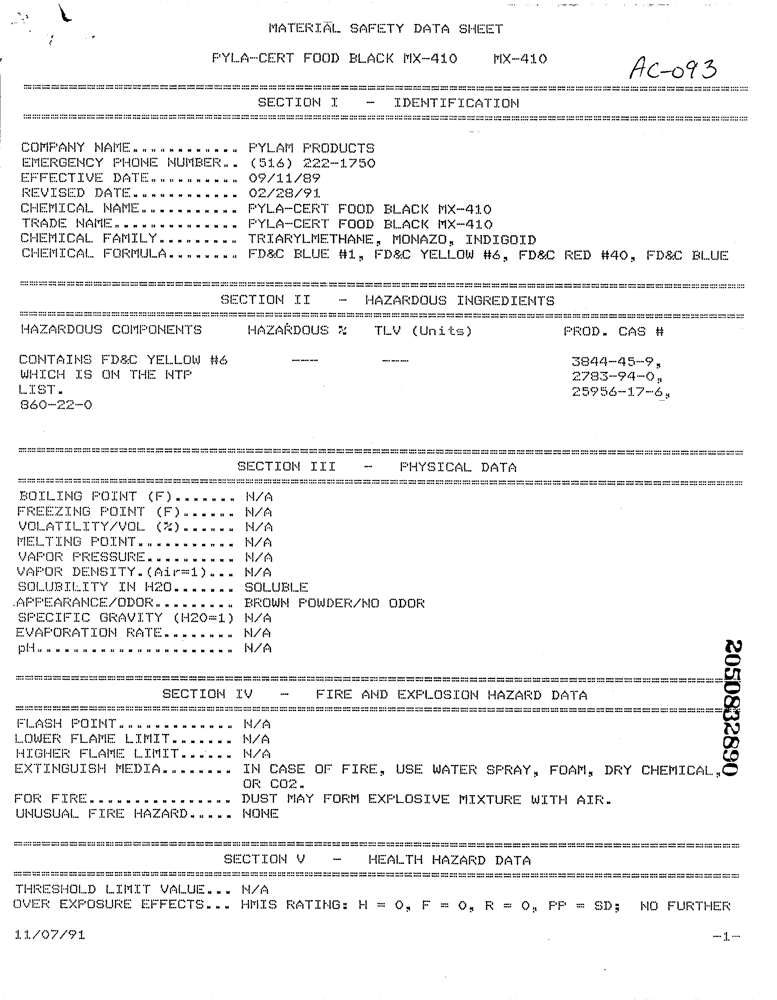 MATERIAL SAFETY DATA SHEET
PYLA-CERT FOOD BLACK MX-410 MX-410
AC-093
SECTION I - IDENTIFICATION
COMPANY NAME............ PYLAM PRODUCTS
EMERGENCY PHONE NUMBER.. (516) 222-1750
EFFECTIVE DATE.......... 09/11/89
REVISED DATE............ 02/28/91
CHEMICAL NAME........... PYLA-CERT FOOD BLACK MX-410
TRADE NAME.............. PYLA-CERT FOOD BLACK MX-410
CHEMICAL FAMILY......... TRIARYLMETHANE, MONAZO, INDIGOID
CHEMICAL FORMULA........ FD&C BLUE #1, FD&C YELLOW #6, FD&C RED #40, FD&C BLUE
SECTION II - HAZARDOUS INGREDIENTS
HAZARDOUS COMPONENTS HAZARDOUS % TLV (Units) PROD. CAS #
CONTAINS FD&C YELLOW #6 --- --- 3844-45-9,
WHICH IS ON THE NTP 2783-94-0,
LIST. 25956-17-6,
860-22-0
SECTION III - PHYSICAL DATA
BOILING POINT (F)....... N/A
FREEZING POINT (F)...... N/A
VOLATILITY/VOL (%)...... N/A
MELTING POINT........... N/A
VAPOR PRESSURE.......... N/A
VAPOR DENSITY.(Air=1)... N/A
SOLUBILITY IN H2O....... SOLUBLE
APPEARANCE/ODOR......... BROWN POWDER/NO ODOR
SPECIFIC GRAVITY (H2O=1) N/A
EVAPORATION RATE........ N/A
pH...................... N/A
SECTION IV - FIRE AND EXPLOSION HAZARD DATA
FLASH POINT............. N/A
LOWER FLAME LIMIT....... N/A
HIGHER FLAME LIMIT...... N/A
EXTINGUISH MEDIA........ IN CASE OF FIRE, USE WATER SPRAY, FOAM, DRY CHEMICAL,
OR CO2.
FOR FIRE................ DUST MAY FORM EXPLOSIVE MIXTURE WITH AIR.
UNUSUAL FIRE HAZARD..... NONE
SECTION V - HEALTH HAZARD DATA
THRESHOLD LIMIT VALUE... N/A
OVER EXPOSURE EFFECTS... HMIS RATING: H = 0, F = 0, R = 0, PP = SD; NO FURTHER
11/07/91 -1-
2050832890